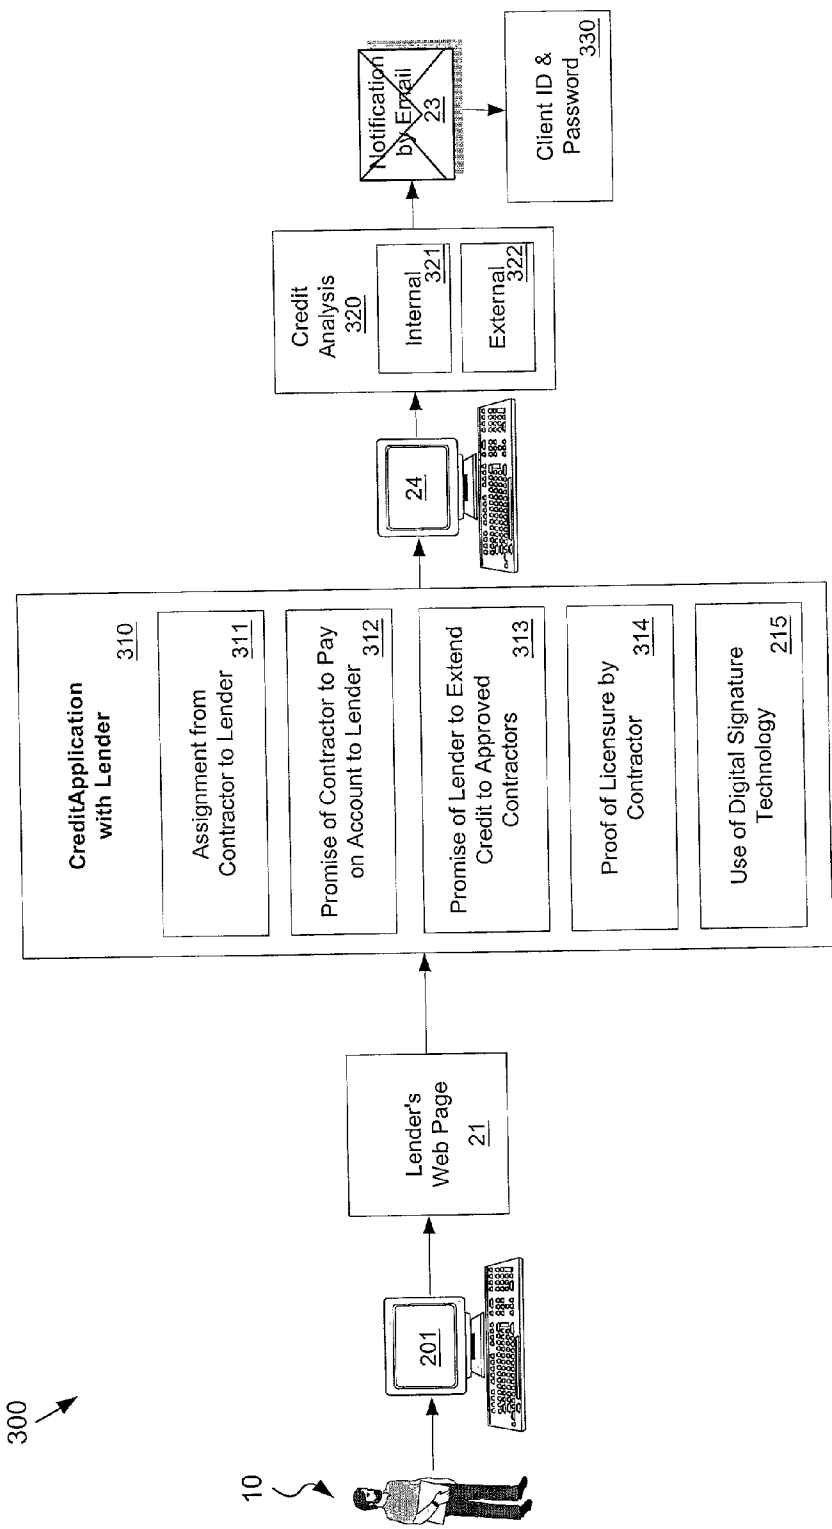 300
10
201
Lender's
Web Page
21
CreditApplication
with Lender
310
Assignment from
Contractor to Lender
311
Promise of Contractor to Pay
on Account to Lender
312
Promise of Lender to Extend
Credit to Approved
Contractors
313
Proof of Licensure by
Contractor
314
Use of Digital Signature
Technology
215
24
Credit
Analysis
320
Internal
321
External
322
Notification
by Email
23
Client ID &
Password
330